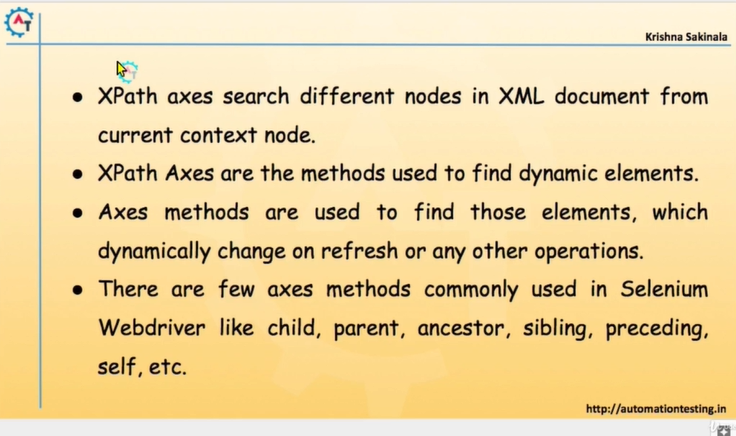 AT
Krishna Sakinala
● XPath axes search different nodes in XML document from
current context node.
● XPath Axes are the methods used to find dynamic elements.
● Axes methods are used to find those elements, which
dynamically change on refresh or any other operations.
● There are few axes methods commonly used in Selenium
Webdriver like child, parent, ancestor, sibling, preceding,
self, etc.
http://automationtesting.in